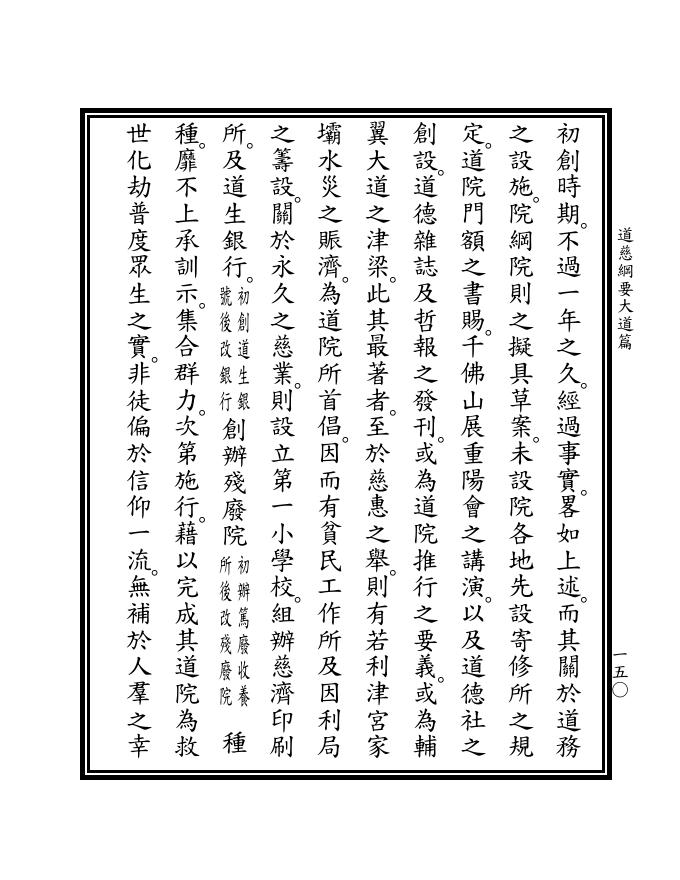 道慈綱要大道篇
初創時期。不過一年之久。經過事實。畧如上述。而其關於道務
之設施。院綱院則之擬具草案。未設院各地先設寄修所之規
定。道院門額之書賜。千佛山展重陽會之講演。以及道德社之
創設。道德雜誌及哲報之發刊。或為道院推行之要義。或為輔
翼大道之津梁。此其最著者。至於慈惠之舉。則有若利津宮家
壩水災之賑濟。為道院所首倡。因而有貧民工作所及因利局
之籌設。關於永久之慈業。則設立第一小學校。組辦慈濟印刷
所。及道生銀行。初創道生銀號後改銀行創辦殘廢院初辦篤廢收養所後改殘廢院 種
種。靡不上承訓示。集合群力。次第施行。藉以完成其道院為救
世化劫普度眾生之實。非徒偏於信仰一流。無補於人羣之幸
一五〇